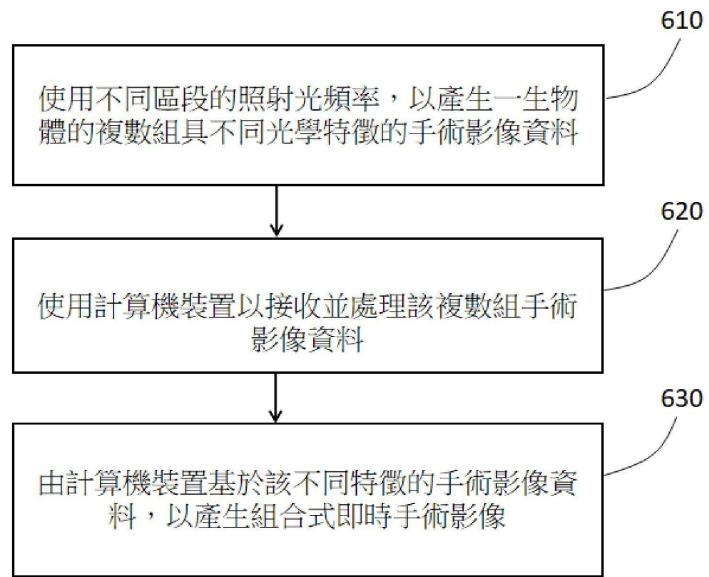 610
使用不同區段的照射光頻率，以產生一生物
體的複數組具不同光學特徵的手術影像資料
620
使用計算機裝置以接收並處理該複數組手術
影像資料
630
由計算機裝置基於該不同特徵的手術影像資
料，以產生組合式即時手術影像